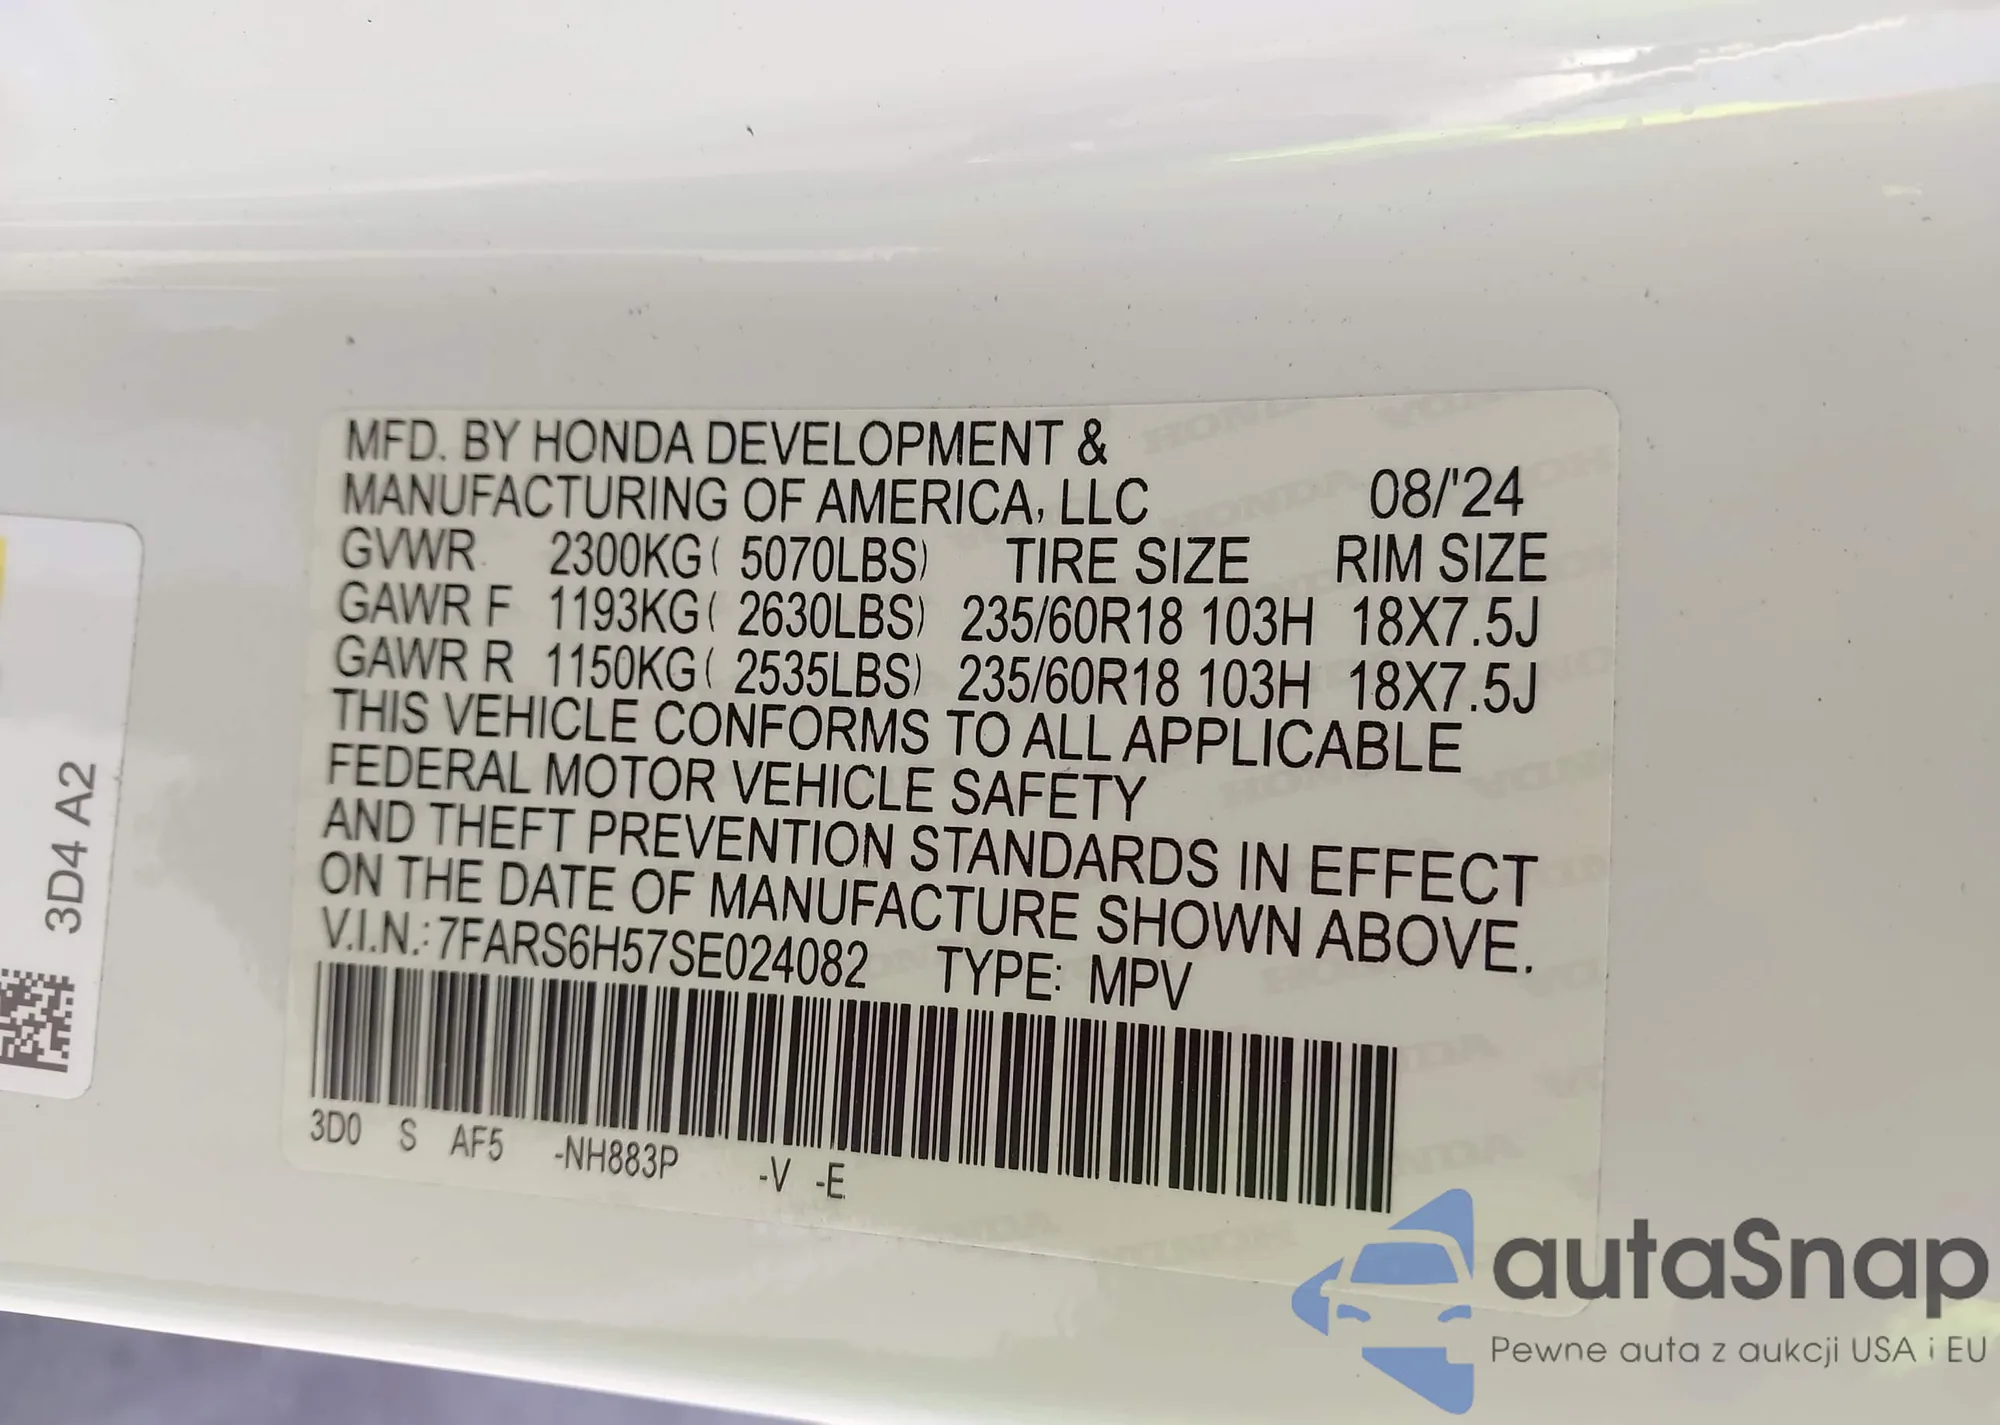 MFD. BY HONDA DEVELOPMENT &
MANUFACTURING OF AMERICA, LLC 08/'24
GVWR 2300KG( 5070LBS) TIRE SIZE RIM SIZE
GAWR F 1193KG( 2630LBS) 235/60R18 103H 18X7.5J
GAWR R 1150KG( 2535LBS) 235/60R18 103H 18X7.5J
THIS VEHICLE CONFORMS TO ALL APPLICABLE
FEDERAL MOTOR VEHICLE SAFETY
AND THEFT PREVENTION STANDARDS IN EFFECT
ON THE DATE OF MANUFACTURE SHOWN ABOVE.
V.I.N.:7FARS6H57SE024082 TYPE: MPV
3D0 S AF5 -NH883P -V -E
3D4 A2
autaSnap
Pewne auta z aukcji USA i EU